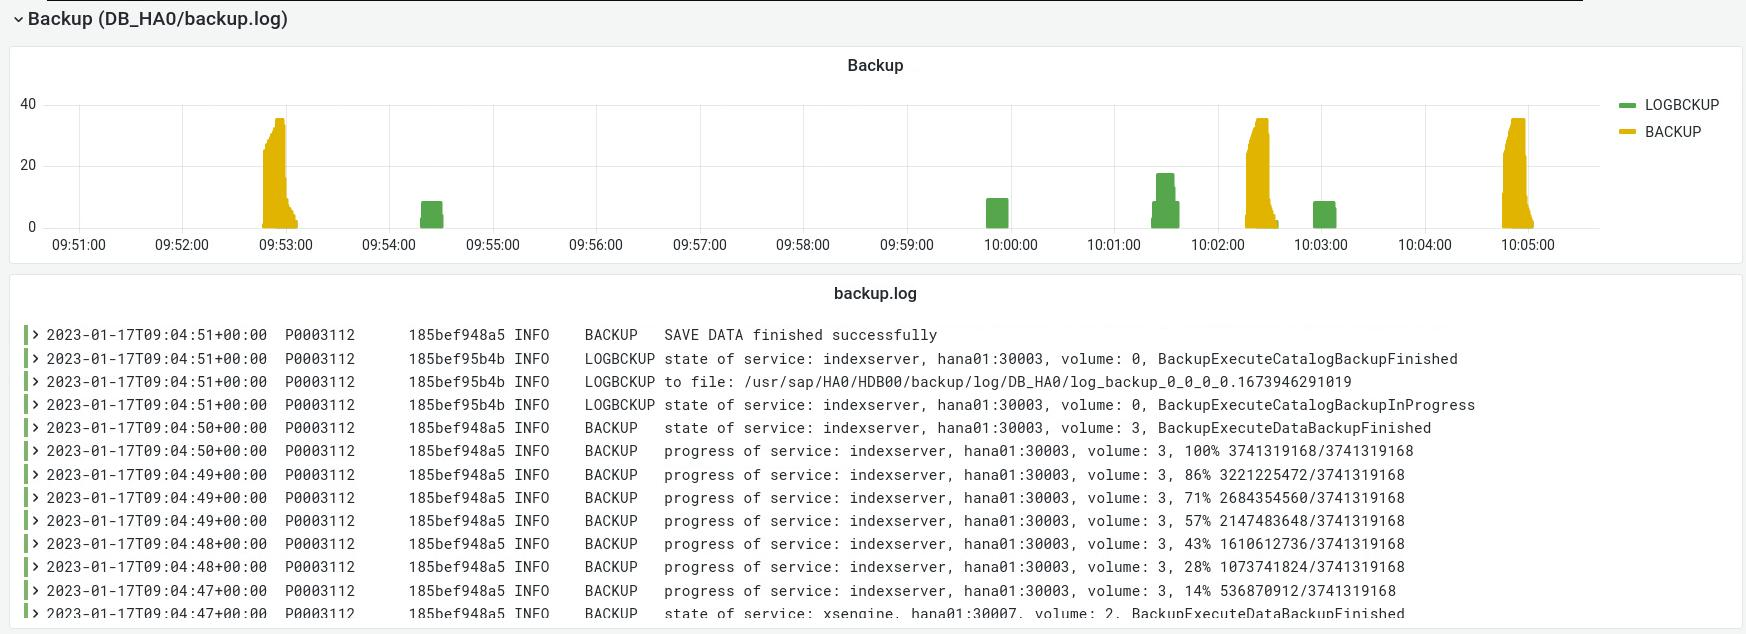 Backup (DB_HA0/backup.log)
Backup
40
20
0
09:51:00 09:52:00 09:53:00 09:54:00 09:55:00 09:56:00 09:57:00 09:58:00 09:59:00 10:00:00 10:01:00 10:02:00 10:03:00 10:04:00 10:05:00
LOGBCKUP
BACKUP
backup.log
2023-01-17T09:04:51+00:00 P0003112 185bef948a5 INFO BACKUP SAVE DATA finished successfully
2023-01-17T09:04:51+00:00 P0003112 185bef95b4b INFO LOGBCKUP state of service: indexserver, hana01:30003, volume: 0, BackupExecuteCatalogBackupFinished
2023-01-17T09:04:51+00:00 P0003112 185bef95b4b INFO LOGBCKUP to file: /usr/sap/HA0/HDB00/backup/log/DB_HA0/log_backup_0_0_0_0.1673946291019
2023-01-17T09:04:51+00:00 P0003112 185bef95b4b INFO LOGBCKUP state of service: indexserver, hana01:30003, volume: 0, BackupExecuteCatalogBackupInProgress
2023-01-17T09:04:50+00:00 P0003112 185bef948a5 INFO BACKUP state of service: indexserver, hana01:30003, volume: 3, BackupExecuteDataBackupFinished
2023-01-17T09:04:50+00:00 P0003112 185bef948a5 INFO BACKUP progress of service: indexserver, hana01:30003, volume: 3, 100% 3741319168/3741319168
2023-01-17T09:04:49+00:00 P0003112 185bef948a5 INFO BACKUP progress of service: indexserver, hana01:30003, volume: 3, 86% 3221225472/3741319168
2023-01-17T09:04:49+00:00 P0003112 185bef948a5 INFO BACKUP progress of service: indexserver, hana01:30003, volume: 3, 71% 2684354560/3741319168
2023-01-17T09:04:49+00:00 P0003112 185bef948a5 INFO BACKUP progress of service: indexserver, hana01:30003, volume: 3, 57% 2147483648/3741319168
2023-01-17T09:04:48+00:00 P0003112 185bef948a5 INFO BACKUP progress of service: indexserver, hana01:30003, volume: 3, 43% 1610612736/3741319168
2023-01-17T09:04:48+00:00 P0003112 185bef948a5 INFO BACKUP progress of service: indexserver, hana01:30003, volume: 3, 28% 1073741824/3741319168
2023-01-17T09:04:47+00:00 P0003112 185bef948a5 INFO BACKUP progress of service: indexserver, hana01:30003, volume: 3, 14% 536870912/3741319168
2023-01-17T09:04:47+00:00 P0003112 185bef948a5 INFO BACKUP state of service: xsengine, hana01:30007, volume: 2, BackupExecuteDataBackupFinished